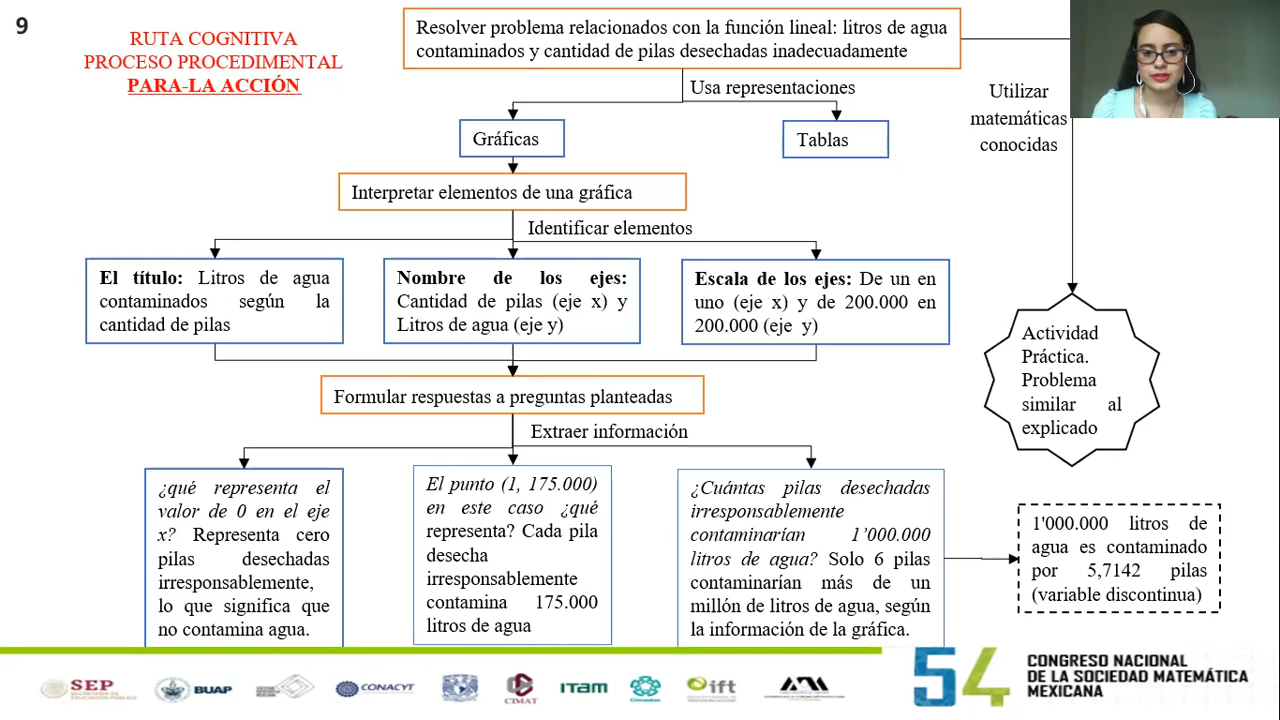 9
RUTA COGNITIVA
PROCESO PROCEDIMENTAL
PARA-LA ACCIÓN
Resolver problema relacionados con la función lineal: litros de agua
contaminados y cantidad de pilas desechadas inadecuadamente
Usa representaciones
Utilizar
matemáticas
conocidas
Gráficas
Tablas
Interpretar elementos de una gráfica
Identificar elementos
El título: Litros de agua
contaminados según la
cantidad de pilas
Nombre de los ejes:
Cantidad de pilas (eje x) y
Litros de agua (eje y)
Escala de los ejes: De un en
uno (eje x) y de 200.000 en
200.000 (eje y)
Actividad
Práctica.
Problema
similar al
explicado
Formular respuestas a preguntas planteadas
Extraer información
¿qué representa el
valor de 0 en el eje
x? Representa cero
pilas desechadas
irresponsablemente,
lo que significa que
no contamina agua.
El punto (1, 175.000)
en este caso ¿qué
representa? Cada pila
desecha
irresponsablemente
contamina 175.000
litros de agua
¿Cuántas pilas desechadas
irresponsablemente
contaminarían 1’000.000
litros de agua? Solo 6 pilas
contaminarían más de un
millón de litros de agua, según
la información de la gráfica.
1'000.000 litros de
agua es contaminado
por 5,7142 pilas
(variable discontinua)
SEP
BUAP
CONACYT
CIMAT
ITAM
ift
54
CONGRESO NACIONAL
DE LA SOCIEDAD MATEMÁTICA
MEXICANA